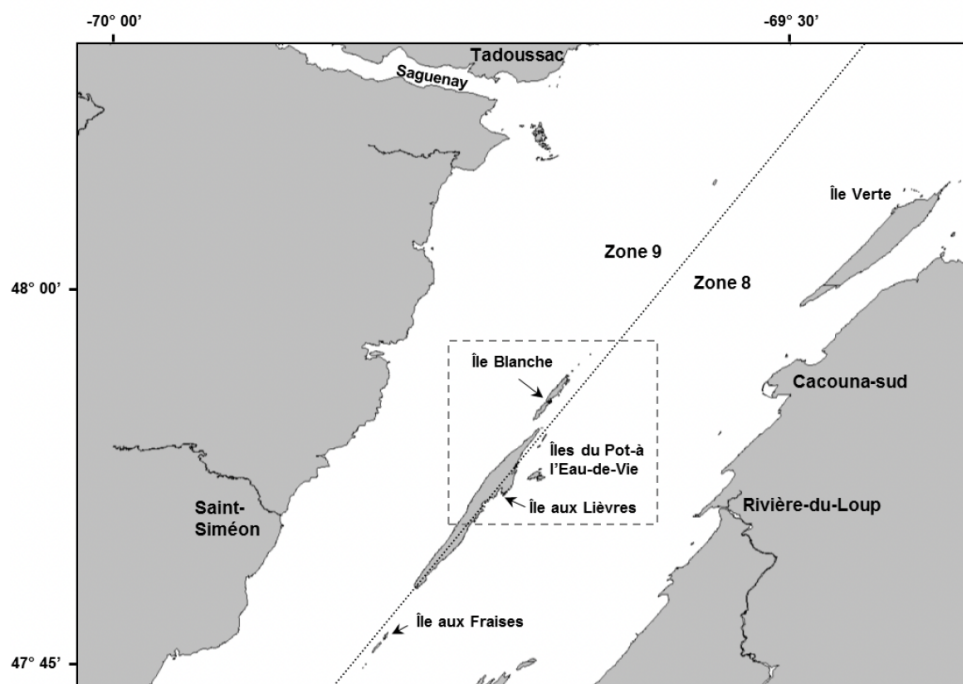 -70° 00’
-69° 30’
Tadoussac
Saguenay
Île Verte
Zone 9
Zone 8
48° 00’
Île Blanche
Cacouna-sud
Îles du Pot-à
l’Eau-de-Vie
Île aux Lièvres
Rivière-du-Loup
Saint-
Siméon
Île aux Fraises
47° 45’